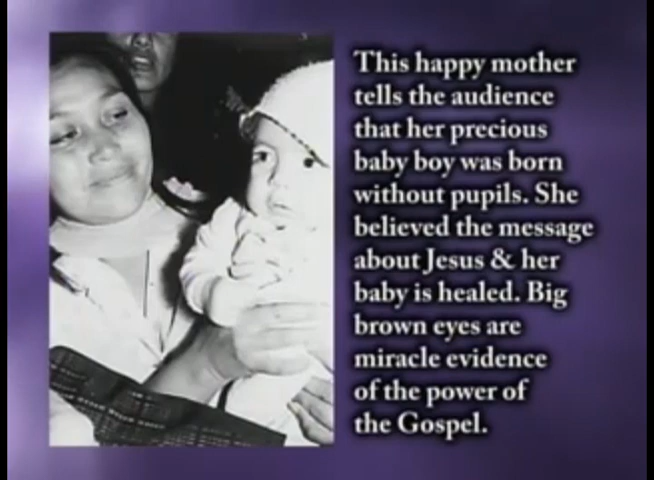 This happy mother
tells the audience
that her precious
baby boy was born
without pupils. She
believed the message
about Jesus & her
baby is healed. Big
brown eyes are
miracle evidence
of the power of
the Gospel.